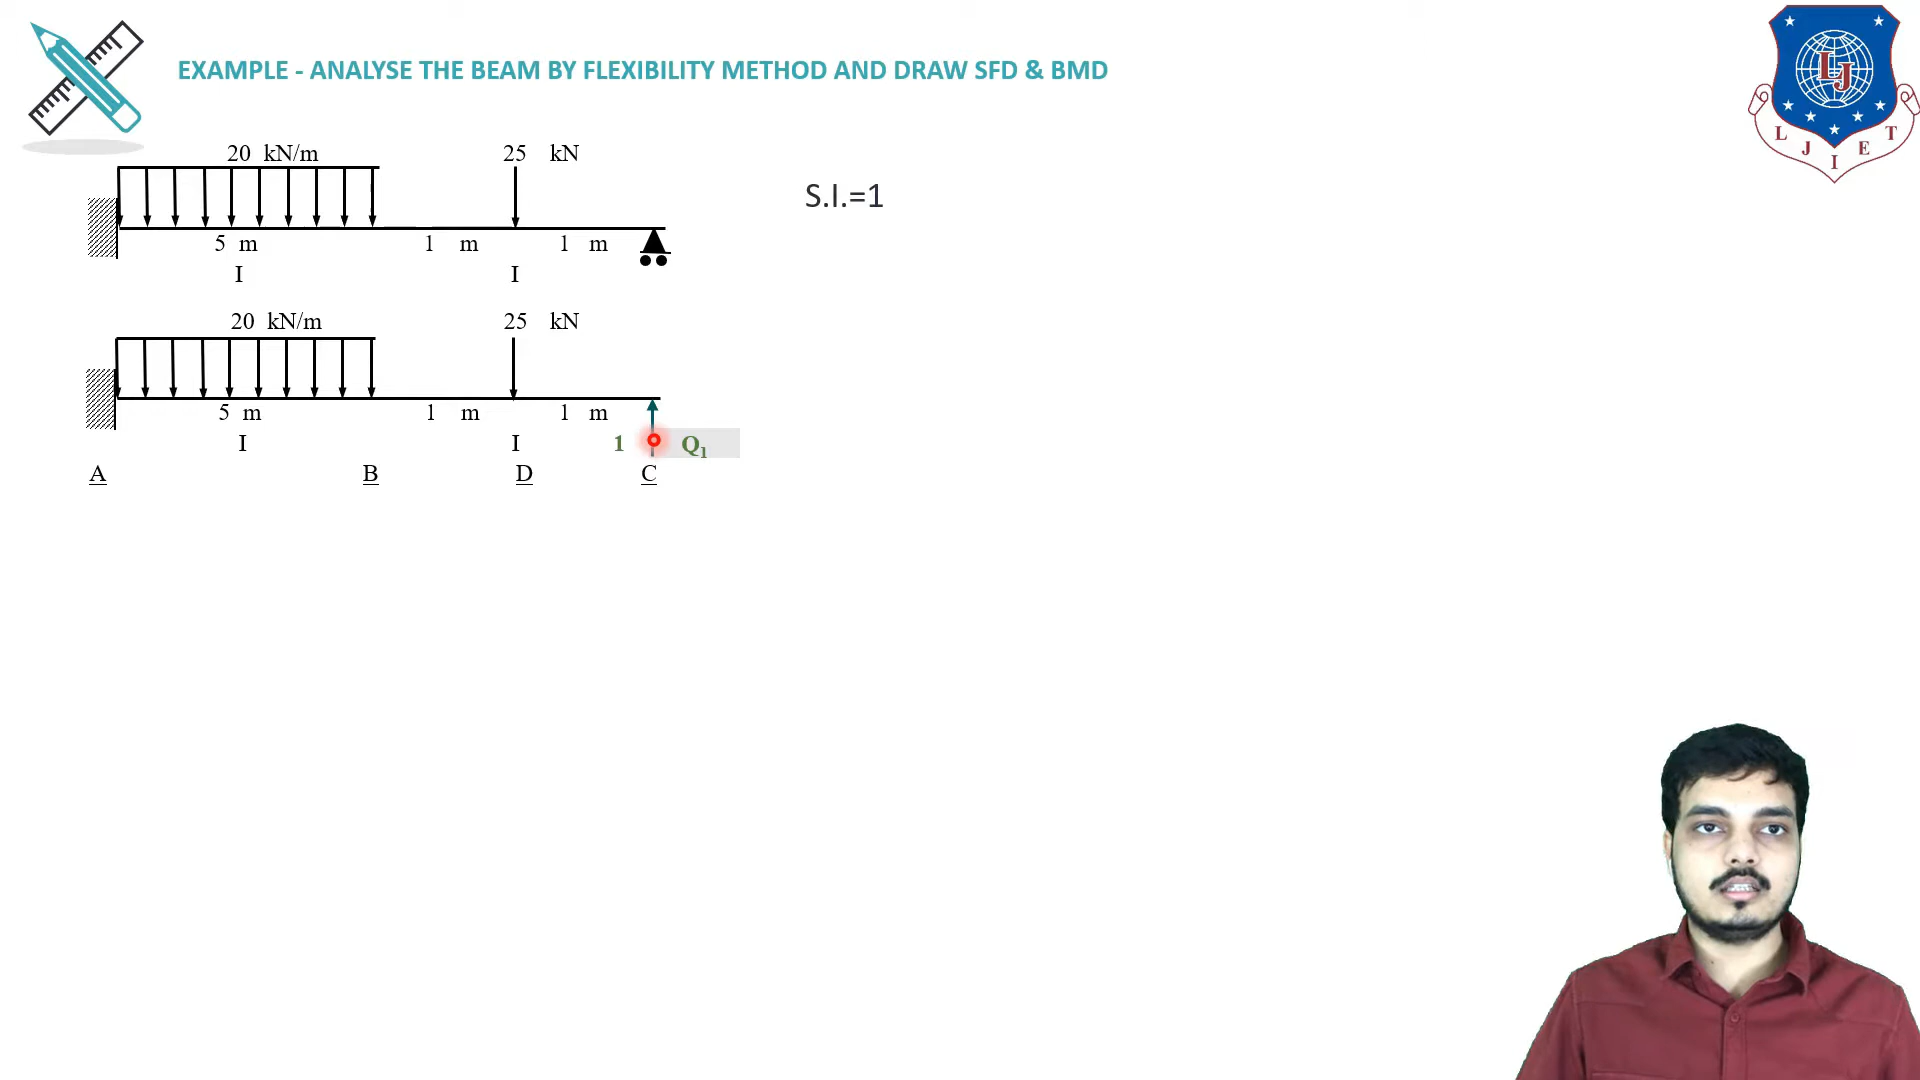 EXAMPLE - ANALYSE THE BEAM BY FLEXIBILITY METHOD AND DRAW SFD & BMD
LJ
L J I E T
20 kN/m 25 kN
S.I.=1
5 m 1 m 1 m
I I
20 kN/m 25 kN
5 m 1 m 1 m
I I 1 Q1
A B D C